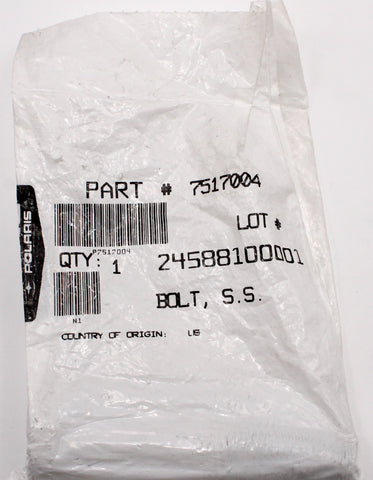 PART # 7517004
LOT #
P7517004
QTY: 1 24588100001
BOLT, S.S.
N1
COUNTRY OF ORIGIN: US
POLARIS